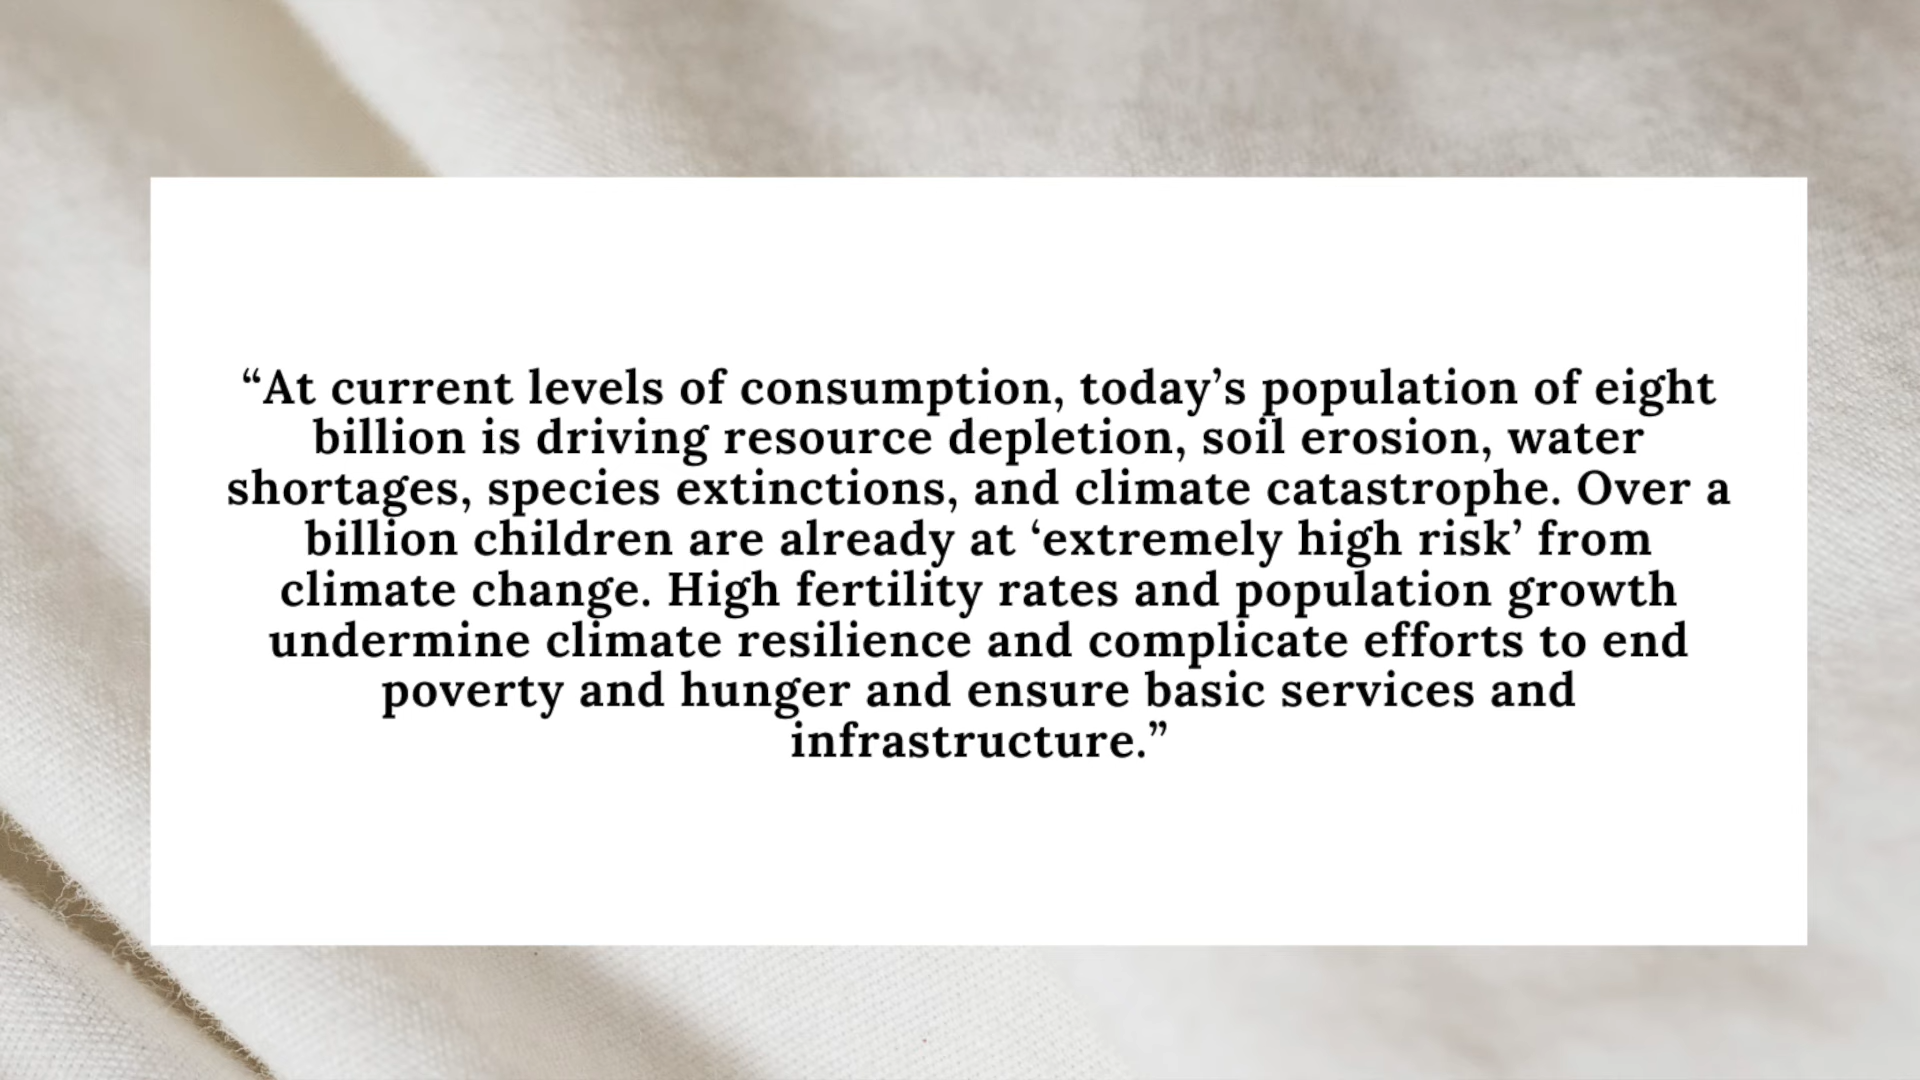 “At current levels of consumption, today’s population of eight
billion is driving resource depletion, soil erosion, water
shortages, species extinctions, and climate catastrophe. Over a
billion children are already at ‘extremely high risk’ from
climate change. High fertility rates and population growth
undermine climate resilience and complicate efforts to end
poverty and hunger and ensure basic services and
infrastructure.”